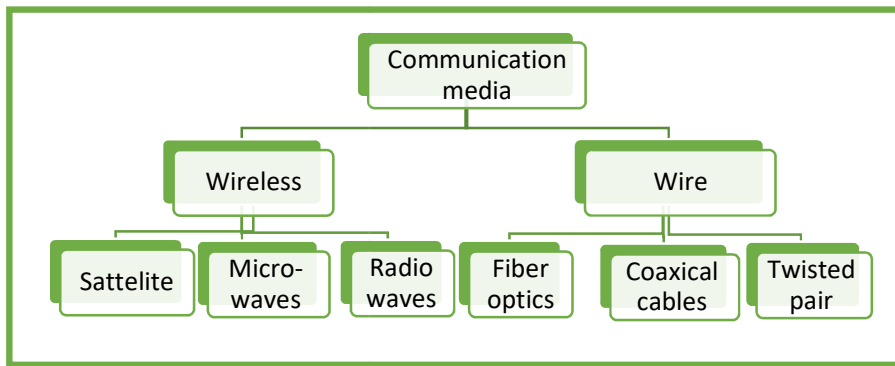 Communication
media
Wireless
Wire
Sattelite
Micro-
waves
Radio
waves
Fiber
optics
Coaxical
cables
Twisted
pair